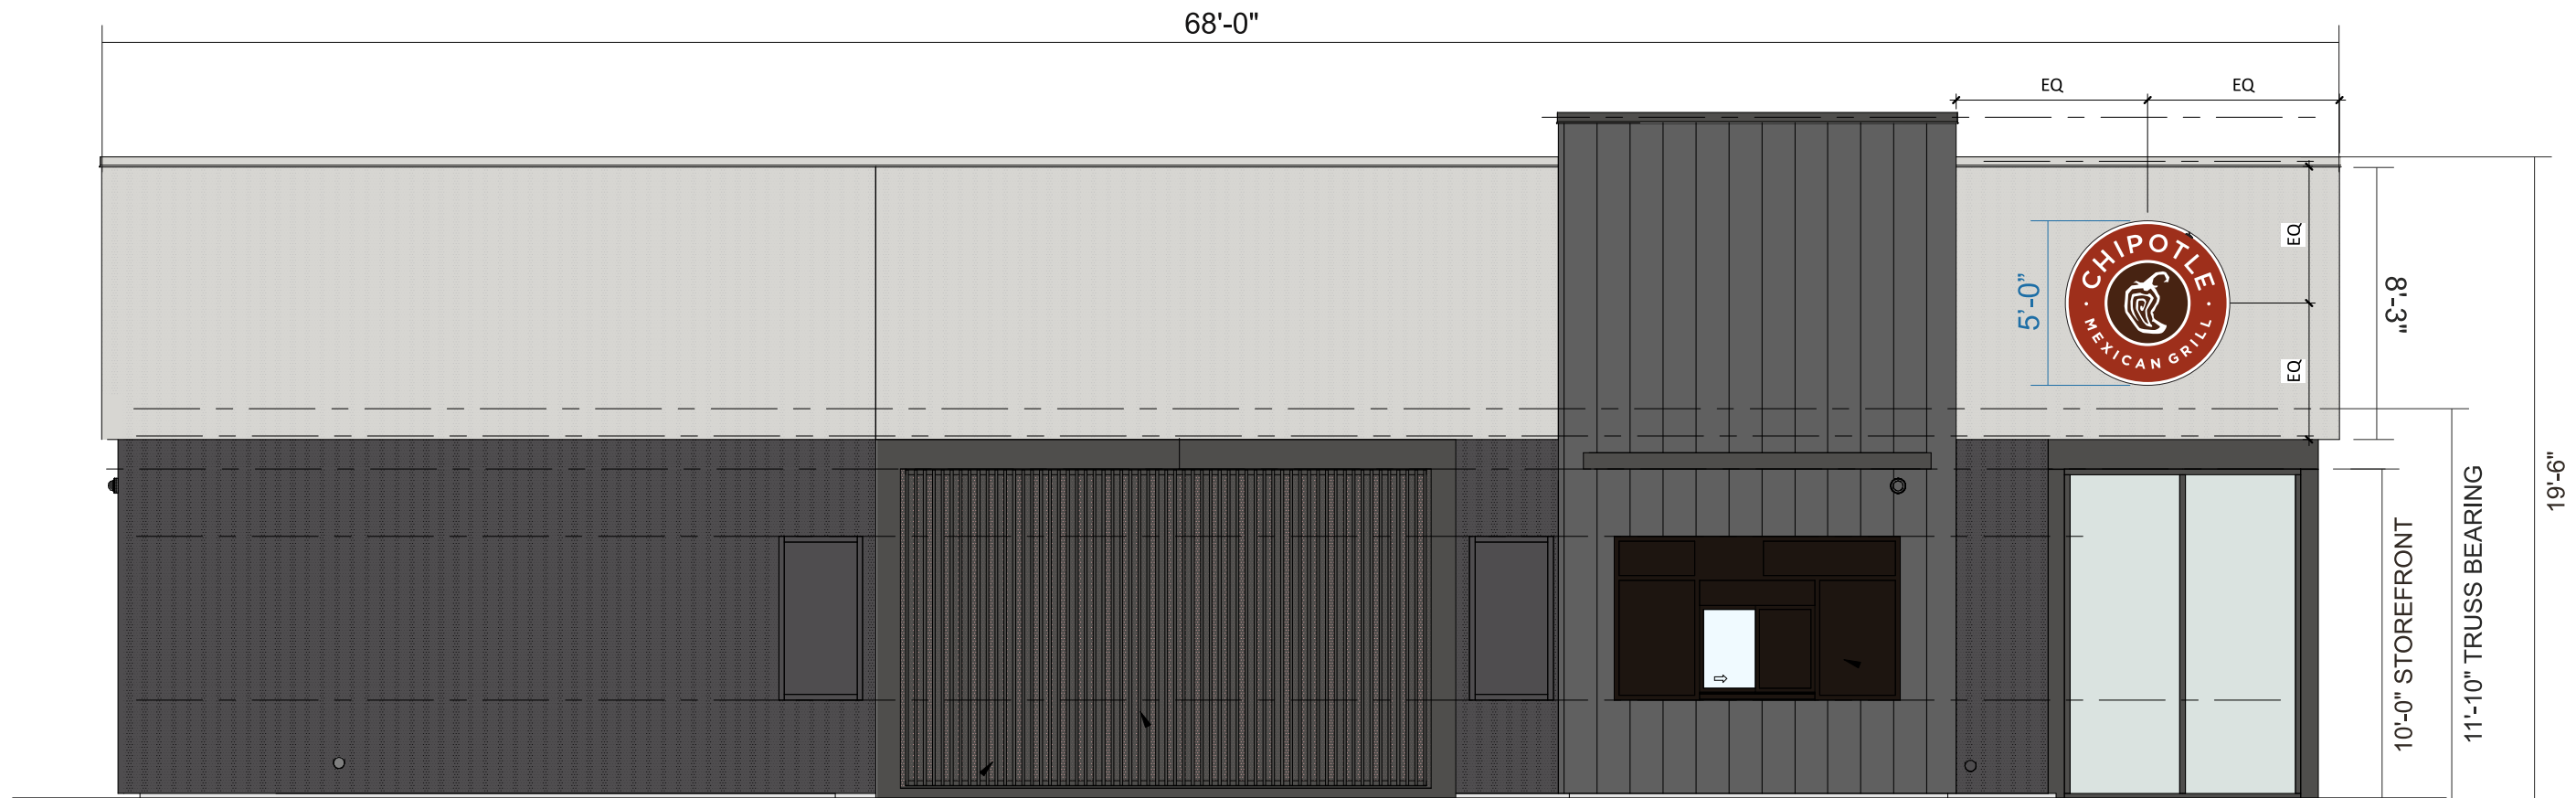 68'-0"
EQ
EQ
CHIPOTLE
MEXICAN GRILL
5'-0"
EQ
EQ
8'-3"
10'-0" STOREFRONT
11'-10" TRUSS BEARING
19'-6"